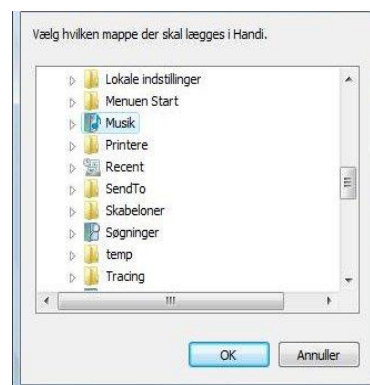 Vælg hvilken mappe der skal lægges i Handi.
Lokale indstillinger
Menuen Start
Musik
Printere
Recent
SendTo
Skabeloner
Søgninger
temp
Tracing
OK
Annuller